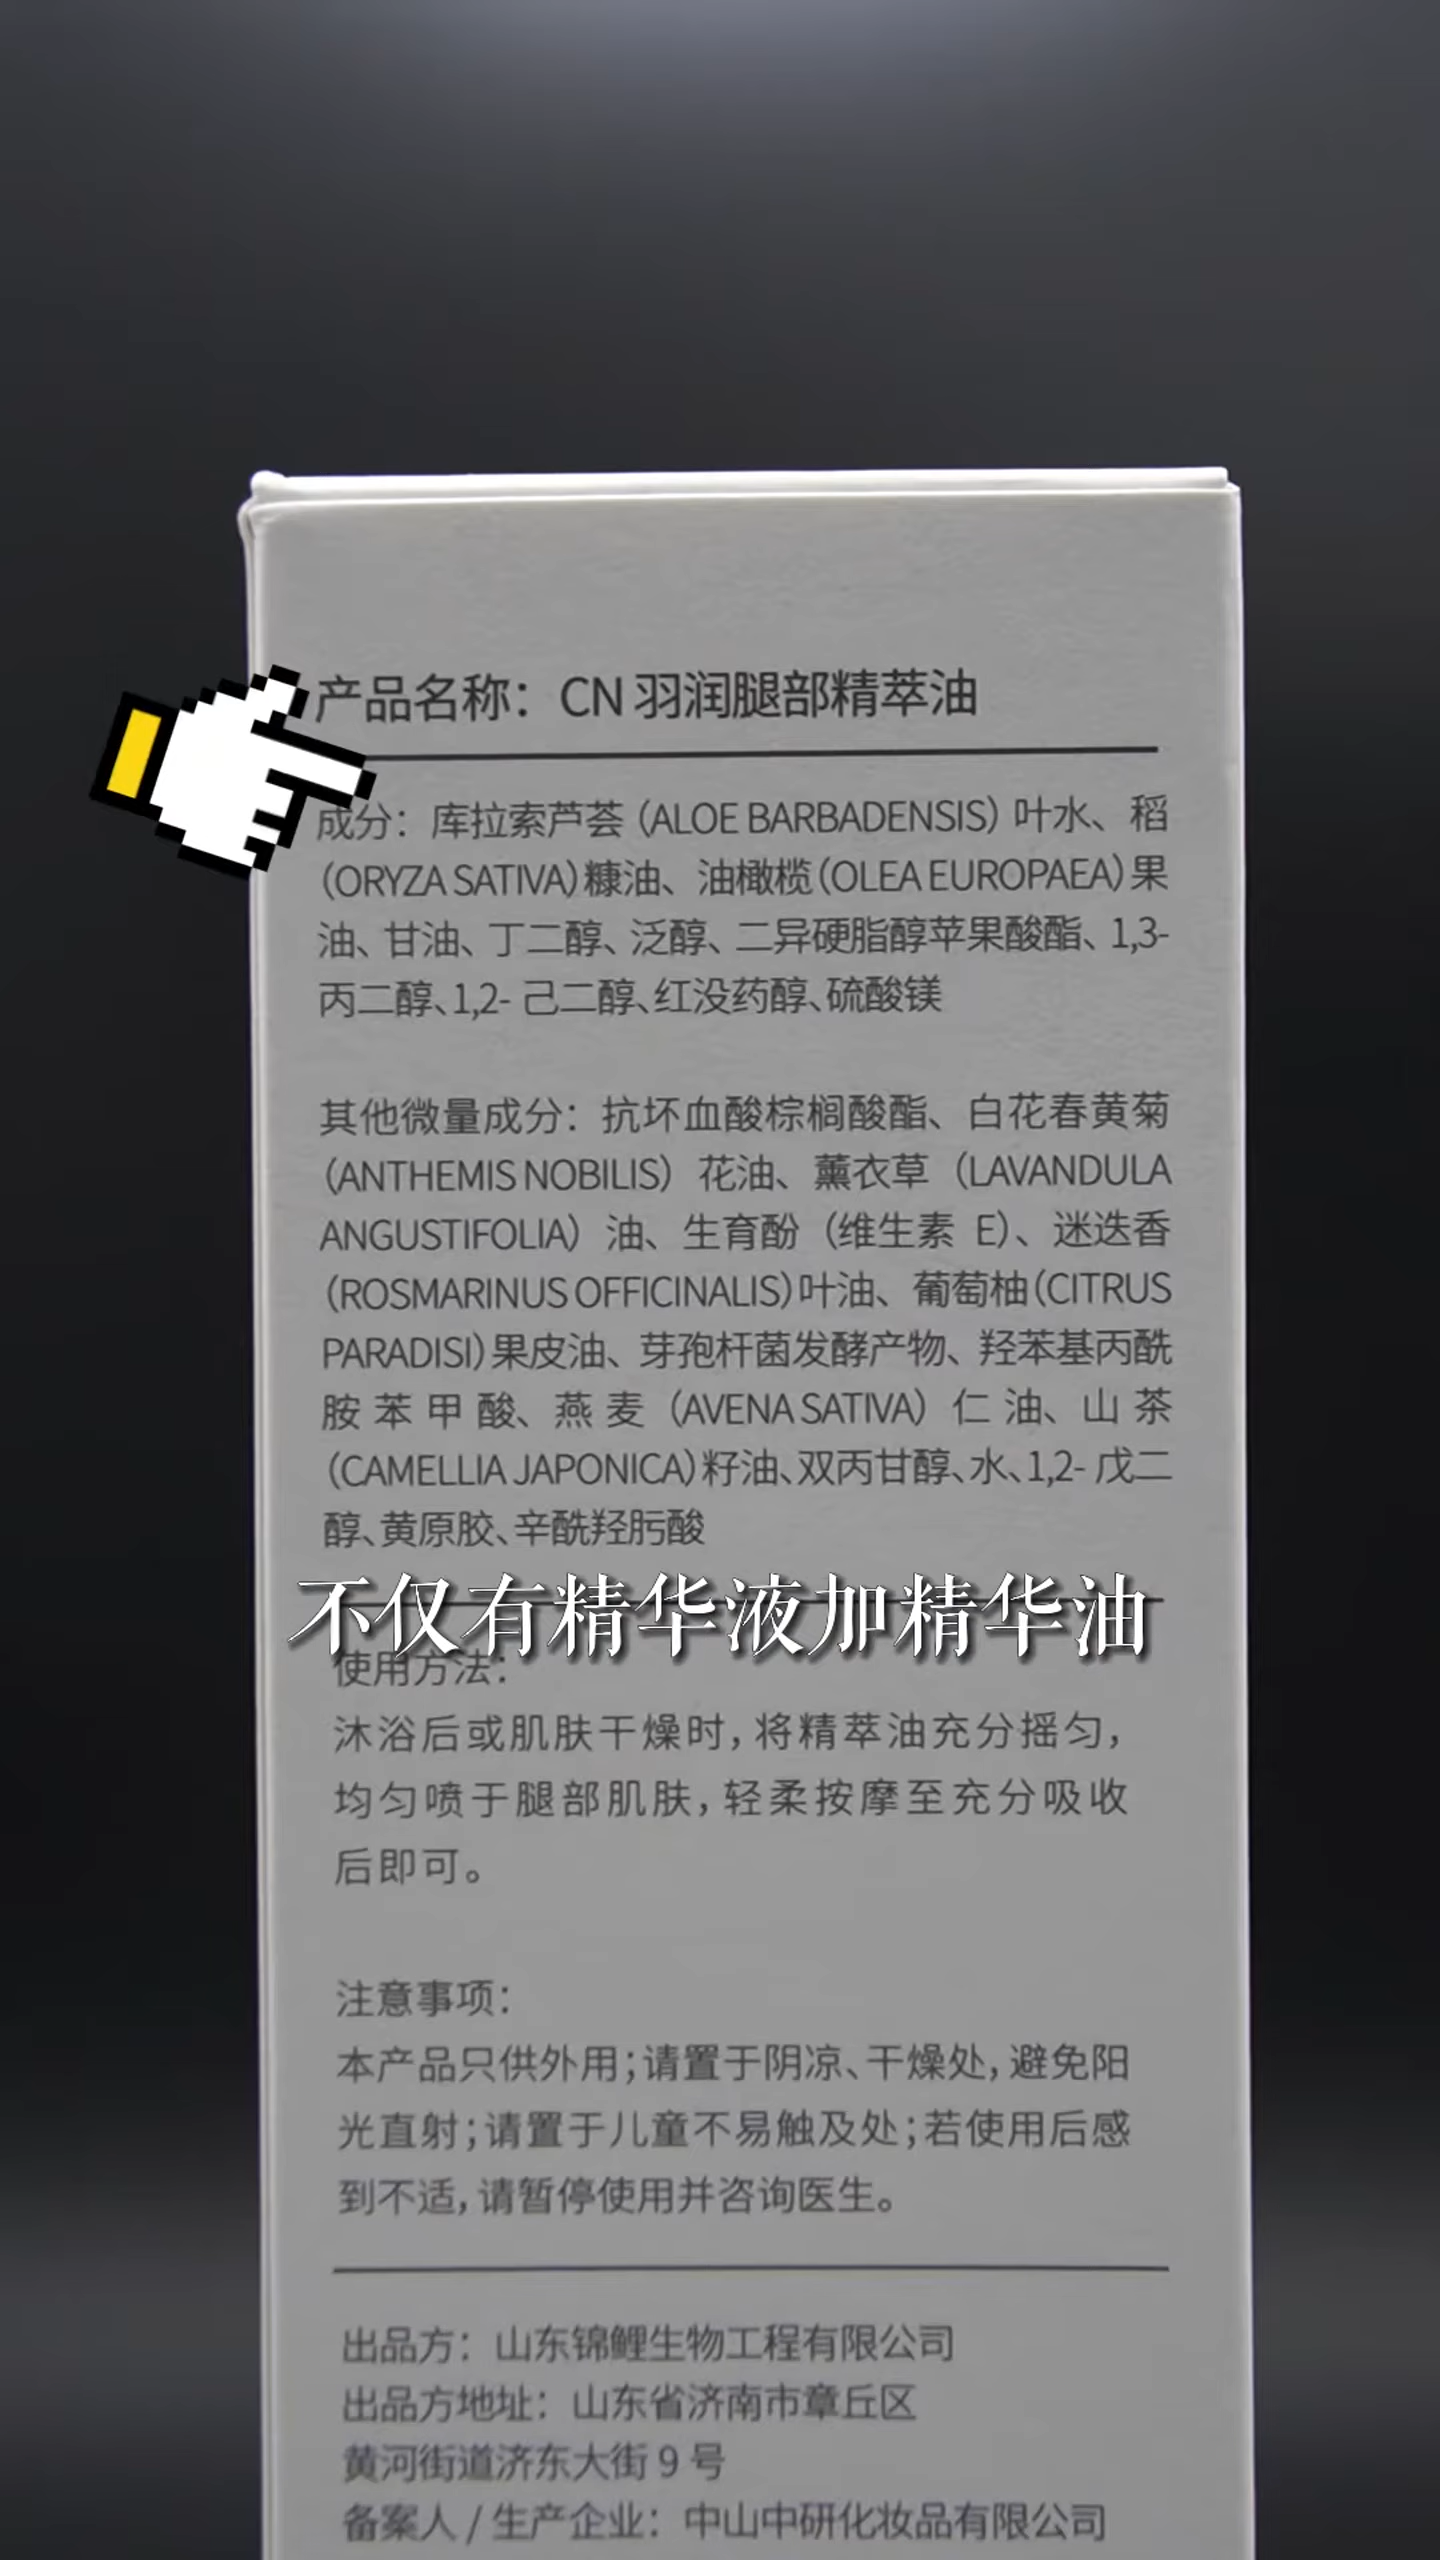 产品名称：CN 羽润腿部精萃油
成分：库拉索芦荟（ALOE BARBADENSIS）叶水、稻
（ORYZA SATIVA）糠油、油橄榄（OLEA EUROPAEA）果
油、甘油、丁二醇、泛醇、二异硬脂醇苹果酸酯、1,3-
丙二醇、1,2- 己二醇、红没药醇、硫酸镁
其他微量成分：抗坏血酸棕榈酸酯、白花春黄菊
（ANTHEMIS NOBILIS）花油、薰衣草（LAVANDULA
ANGUSTIFOLIA）油、生育酚（维生素 E）、迷迭香
（ROSMARINUS OFFICINALIS）叶油、葡萄柚（CITRUS
PARADISI）果皮油、芽孢杆菌发酵产物、羟苯基丙酰
胺苯甲酸、燕麦（AVENA SATIVA）仁油、山茶
（CAMELLIA JAPONICA）籽油、双丙甘醇、水、1,2- 戊二
醇、黄原胶、辛酰羟肟酸
不仅有精华液加精华油
使用方法：
沐浴后或肌肤干燥时，将精萃油充分摇匀，
均匀喷于腿部肌肤，轻柔按摩至充分吸收
后即可。
注意事项：
本产品只供外用；请置于阴凉、干燥处，避免阳
光直射；请置于儿童不易触及处；若使用后感
到不适，请暂停使用并咨询医生。
出品方：山东锦鲤生物工程有限公司
出品方地址：山东省济南市章丘区
黄河街道济东大街 9 号
备案人 / 生产企业：中山中研化妆品有限公司